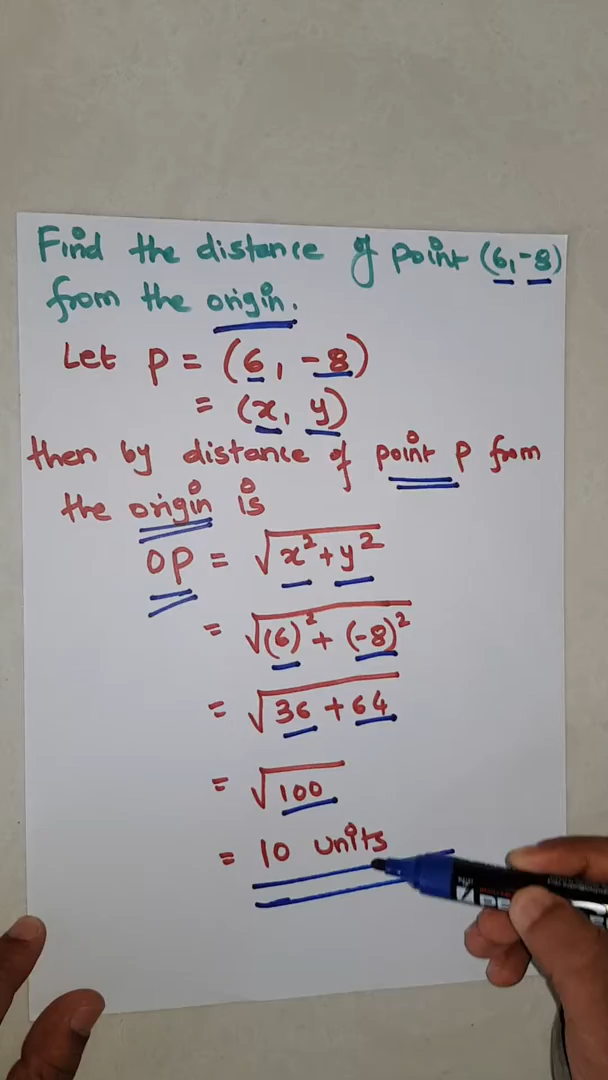 Find the distance of point (6,-8)
from the origin.
Let P = (6, -8)
= (x, y)
then by distance of point P from
the origin is
OP = √x²+y²
= √(6)²+(-8)²
= √36+64
= √100
= 10 units